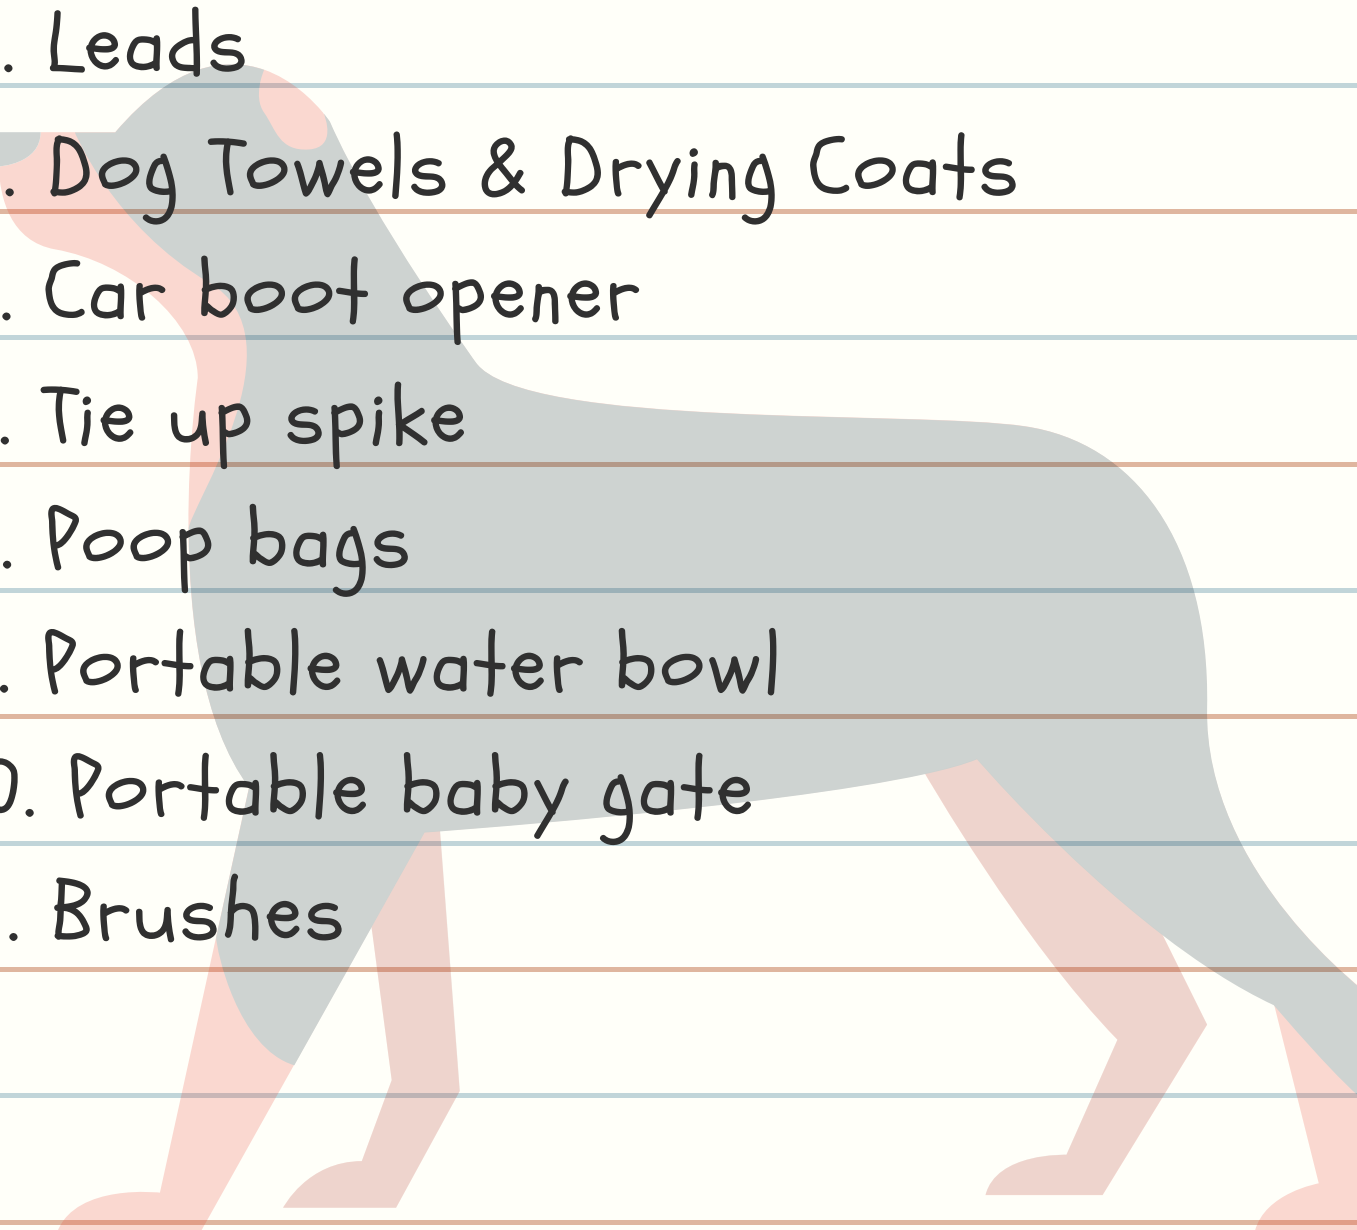 . Leads
. Dog Towels & Drying Coats
. Car boot opener
. Tie up spike
. Poop bags
. Portable water bowl
0. Portable baby gate
. Brushes